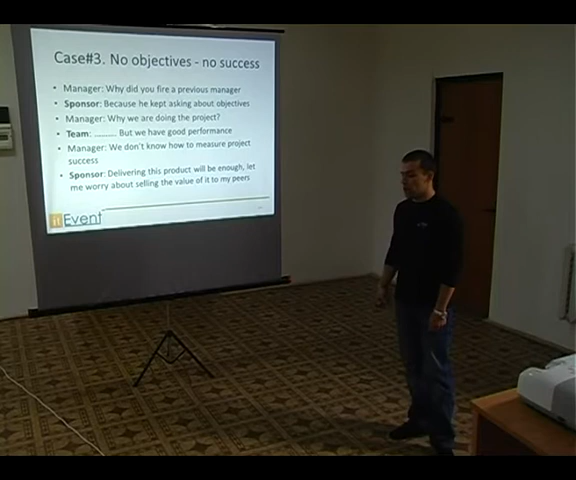 Case#3. No objectives - no success
• Manager: Why did you fire a previous manager
• Sponsor: Because he kept asking about objectives
• Manager: Why we are doing the project?
• Team: ......... But we have good performance
• Manager: We don't know how to measure project
success
• Sponsor: Delivering this product will be enough, let
me worry about selling the value of it to my peers
itEvent